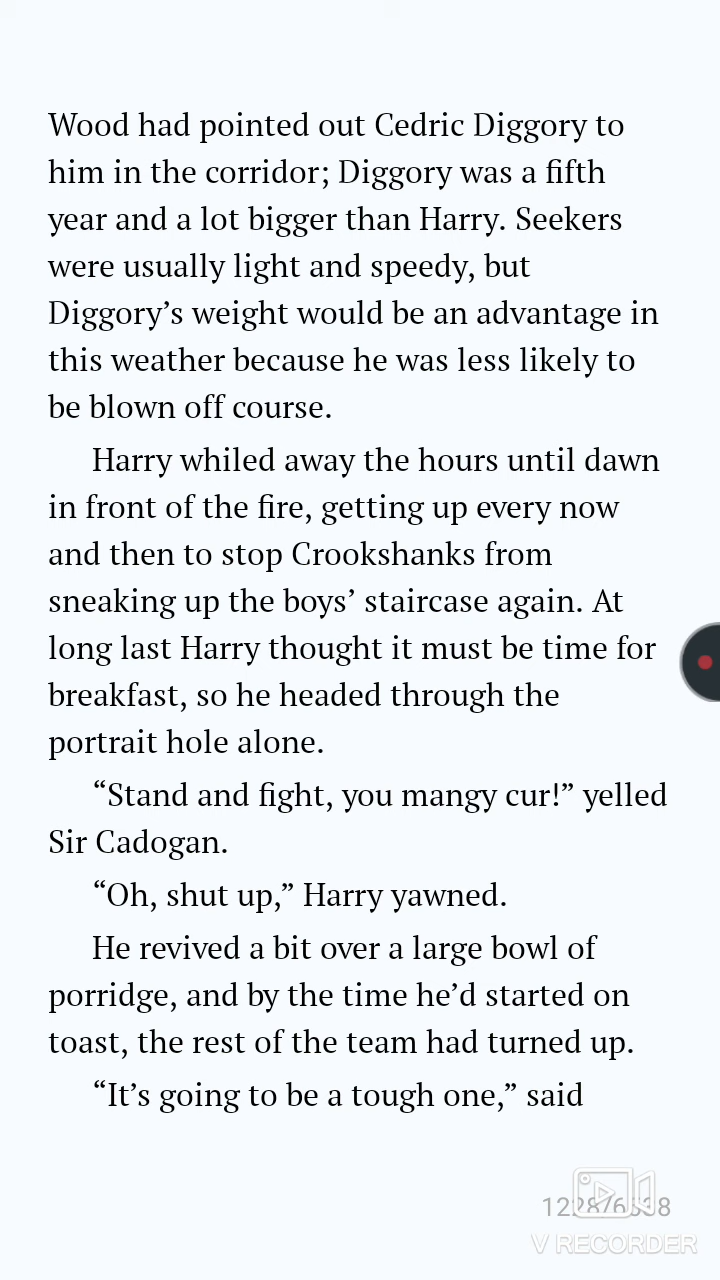 Wood had pointed out Cedric Diggory to
him in the corridor; Diggory was a fifth
year and a lot bigger than Harry. Seekers
were usually light and speedy, but
Diggory’s weight would be an advantage in
this weather because he was less likely to
be blown off course.
Harry whiled away the hours until dawn
in front of the fire, getting up every now
and then to stop Crookshanks from
sneaking up the boys’ staircase again. At
long last Harry thought it must be time for
breakfast, so he headed through the
portrait hole alone.
“Stand and fight, you mangy cur!” yelled
Sir Cadogan.
“Oh, shut up,” Harry yawned.
He revived a bit over a large bowl of
porridge, and by the time he’d started on
toast, the rest of the team had turned up.
“It’s going to be a tough one,” said
V RECORDER